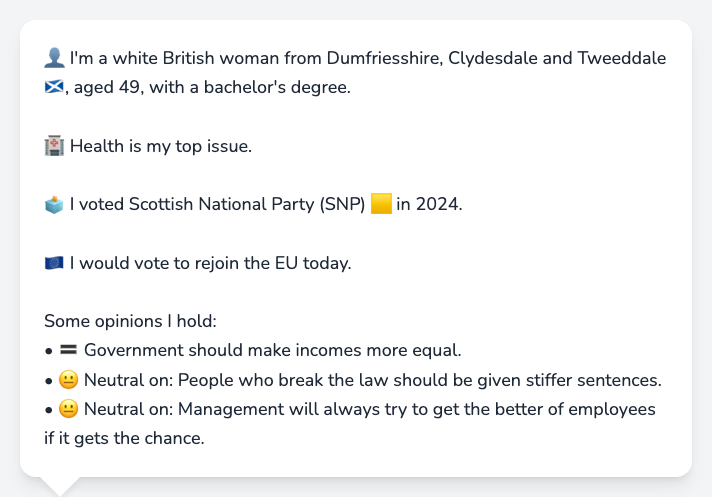 👤 I'm a white British woman from Dumfriesshire, Clydesdale and Tweeddale
🏴󠁧󠁢󠁳󠁣󠁴󠁿, aged 49, with a bachelor's degree.
🏥 Health is my top issue.
🗳️ I voted Scottish National Party (SNP) 🟨 in 2024.
🇪🇺 I would vote to rejoin the EU today.
Some opinions I hold:
• 🟰 Government should make incomes more equal.
• 😐 Neutral on: People who break the law should be given stiffer sentences.
• 😐 Neutral on: Management will always try to get the better of employees
if it gets the chance.